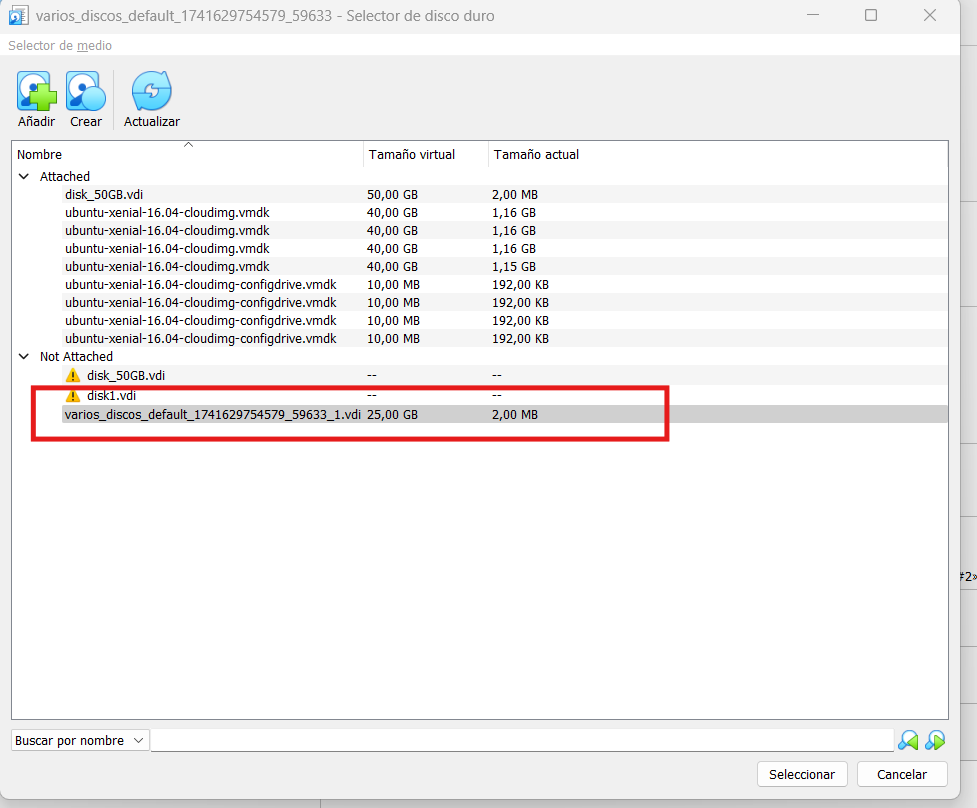 varios_discos_default_1741629754579_59633 - Selector de disco duro
Selector de medio
Añadir Crear Actualizar
Nombre Tamaño virtual Tamaño actual
Attached
disk_50GB.vdi 50,00 GB 2,00 MB
ubuntu-xenial-16.04-cloudimg.vmdk 40,00 GB 1,16 GB
ubuntu-xenial-16.04-cloudimg.vmdk 40,00 GB 1,16 GB
ubuntu-xenial-16.04-cloudimg.vmdk 40,00 GB 1,16 GB
ubuntu-xenial-16.04-cloudimg.vmdk 40,00 GB 1,15 GB
ubuntu-xenial-16.04-cloudimg-configdrive.vmdk 10,00 MB 192,00 KB
ubuntu-xenial-16.04-cloudimg-configdrive.vmdk 10,00 MB 192,00 KB
ubuntu-xenial-16.04-cloudimg-configdrive.vmdk 10,00 MB 192,00 KB
ubuntu-xenial-16.04-cloudimg-configdrive.vmdk 10,00 MB 192,00 KB
Not Attached
disk_50GB.vdi -- --
disk1.vdi -- --
varios_discos_default_1741629754579_59633_1.vdi 25,00 GB 2,00 MB
#2»
Buscar por nombre
Seleccionar Cancelar